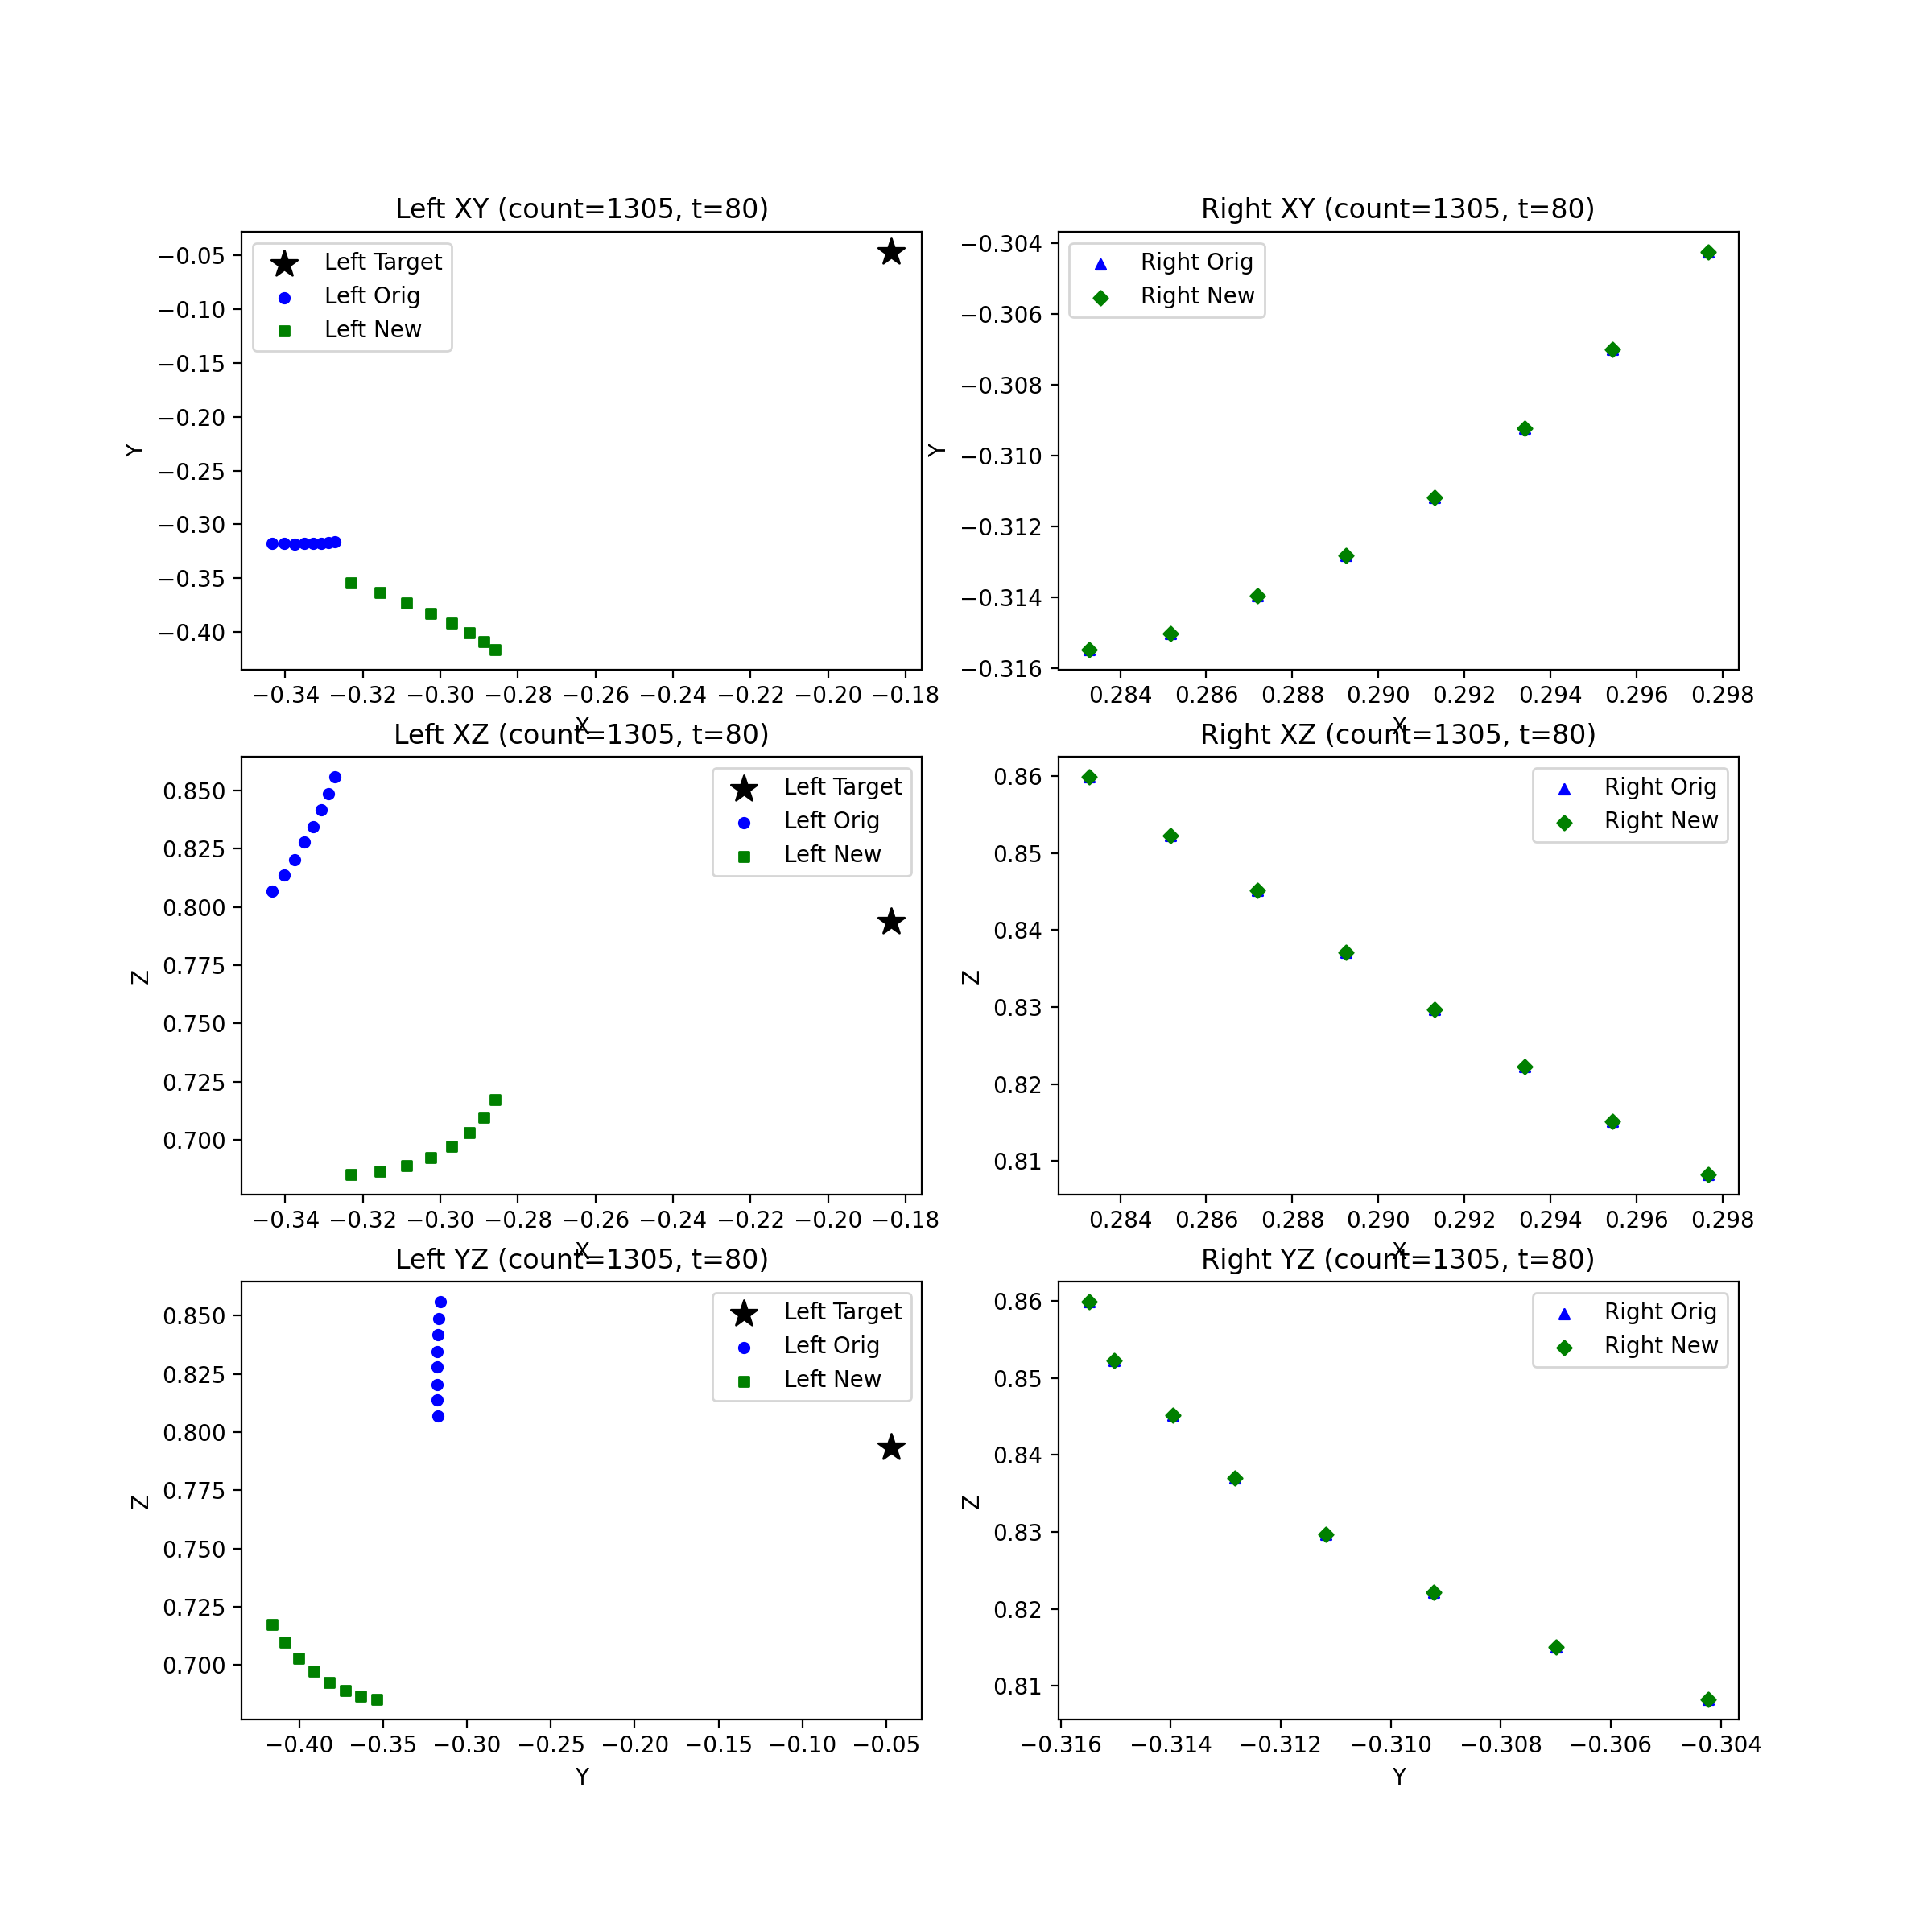 Left XY (count=1305, t=80)
Left Target
Left Orig
Left New
−0.05
−0.10
−0.15
−0.20
−0.25
−0.30
−0.35
−0.40
Y
−0.34 −0.32 −0.30 −0.28 −0.26 −0.24 −0.22 −0.20 −0.18
X
Right XY (count=1305, t=80)
Right Orig
Right New
−0.304
−0.306
−0.308
−0.310
−0.312
−0.314
−0.316
Y
0.284 0.286 0.288 0.290 0.292 0.294 0.296 0.298
X
Left XZ (count=1305, t=80)
Left Target
Left Orig
Left New
0.850
0.825
0.800
0.775
0.750
0.725
0.700
Z
−0.34 −0.32 −0.30 −0.28 −0.26 −0.24 −0.22 −0.20 −0.18
X
Right XZ (count=1305, t=80)
Right Orig
Right New
0.86
0.85
0.84
0.83
0.82
0.81
Z
0.284 0.286 0.288 0.290 0.292 0.294 0.296 0.298
X
Left YZ (count=1305, t=80)
Left Target
Left Orig
Left New
0.850
0.825
0.800
0.775
0.750
0.725
0.700
Z
−0.40 −0.35 −0.30 −0.25 −0.20 −0.15 −0.10 −0.05
Y
Right YZ (count=1305, t=80)
Right Orig
Right New
0.86
0.85
0.84
0.83
0.82
0.81
Z
−0.316 −0.314 −0.312 −0.310 −0.308 −0.306 −0.304
Y